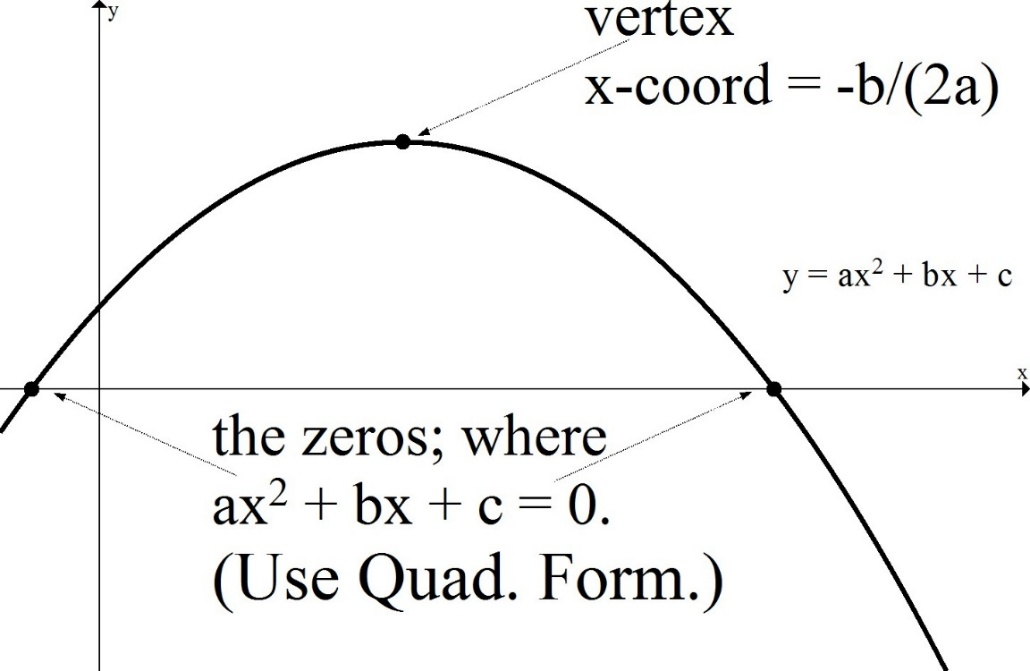 y
vertex
x-coord = -b/(2a)
y = ax² + bx + c
x
the zeros; where
ax² + bx + c = 0.
(Use Quad. Form.)